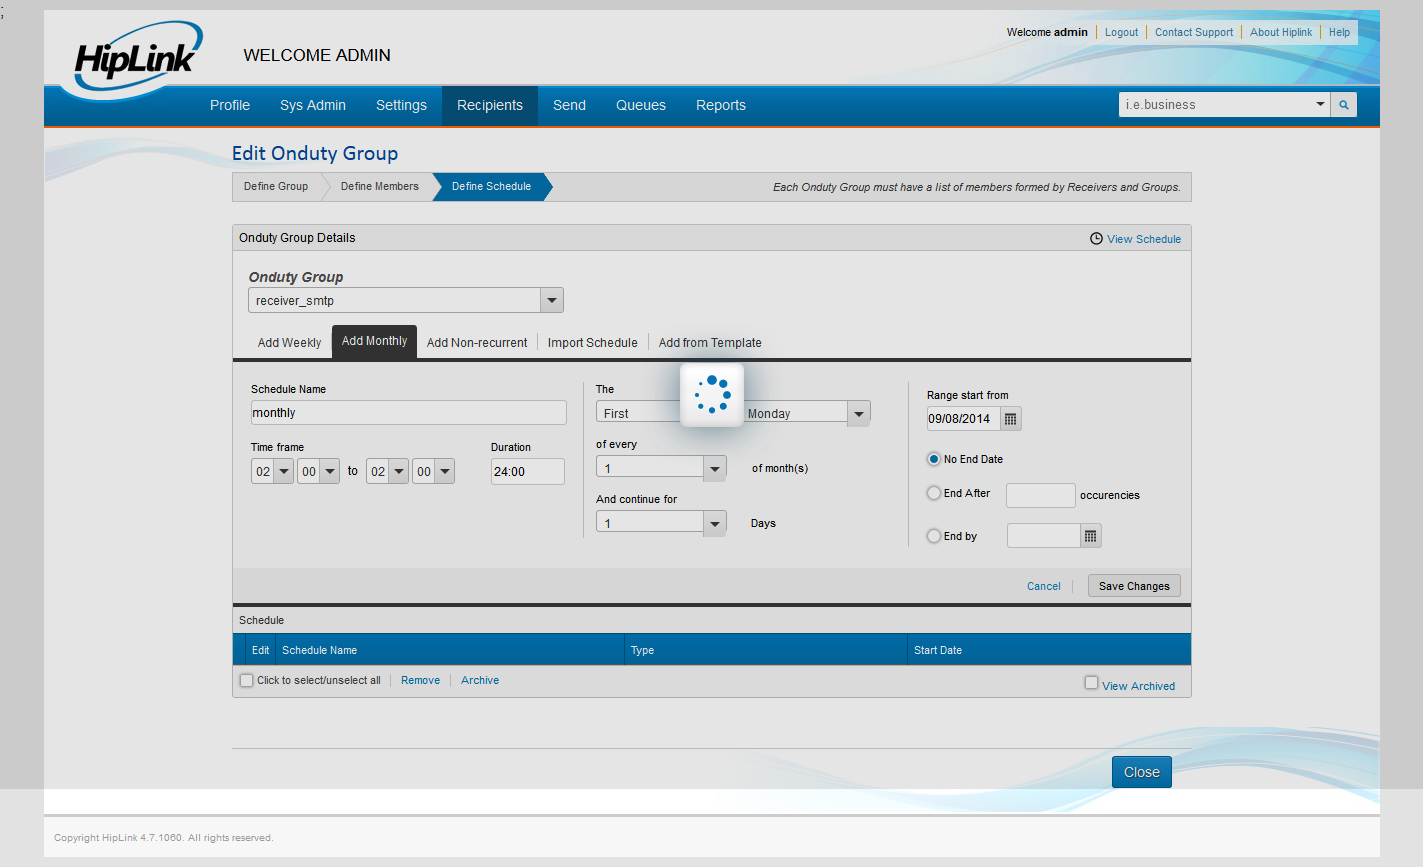 ;
HipLink
WELCOME ADMIN
Welcome admin Logout Contact Support About Hiplink Help
Profile Sys Admin Settings Recipients Send Queues Reports i.e.business
Edit Onduty Group
Define Group Define Members Define Schedule Each Onduty Group must have a list of members formed by Receivers and Groups.
Onduty Group Details View Schedule
Onduty Group
receiver_smtp
Add Weekly Add Monthly Add Non-recurrent Import Schedule Add from Template
Schedule Name The Range start from
monthly First Monday 09/08/2014
Time frame Duration of every No End Date
02 00 to 02 00 24:00 1 of month(s)
And continue for End After occurencies
1 Days End by
Cancel Save Changes
Schedule
Edit Schedule Name Type Start Date
Click to select/unselect all Remove Archive View Archived
Close
Copyright HipLink 4.7.1060. All rights reserved.